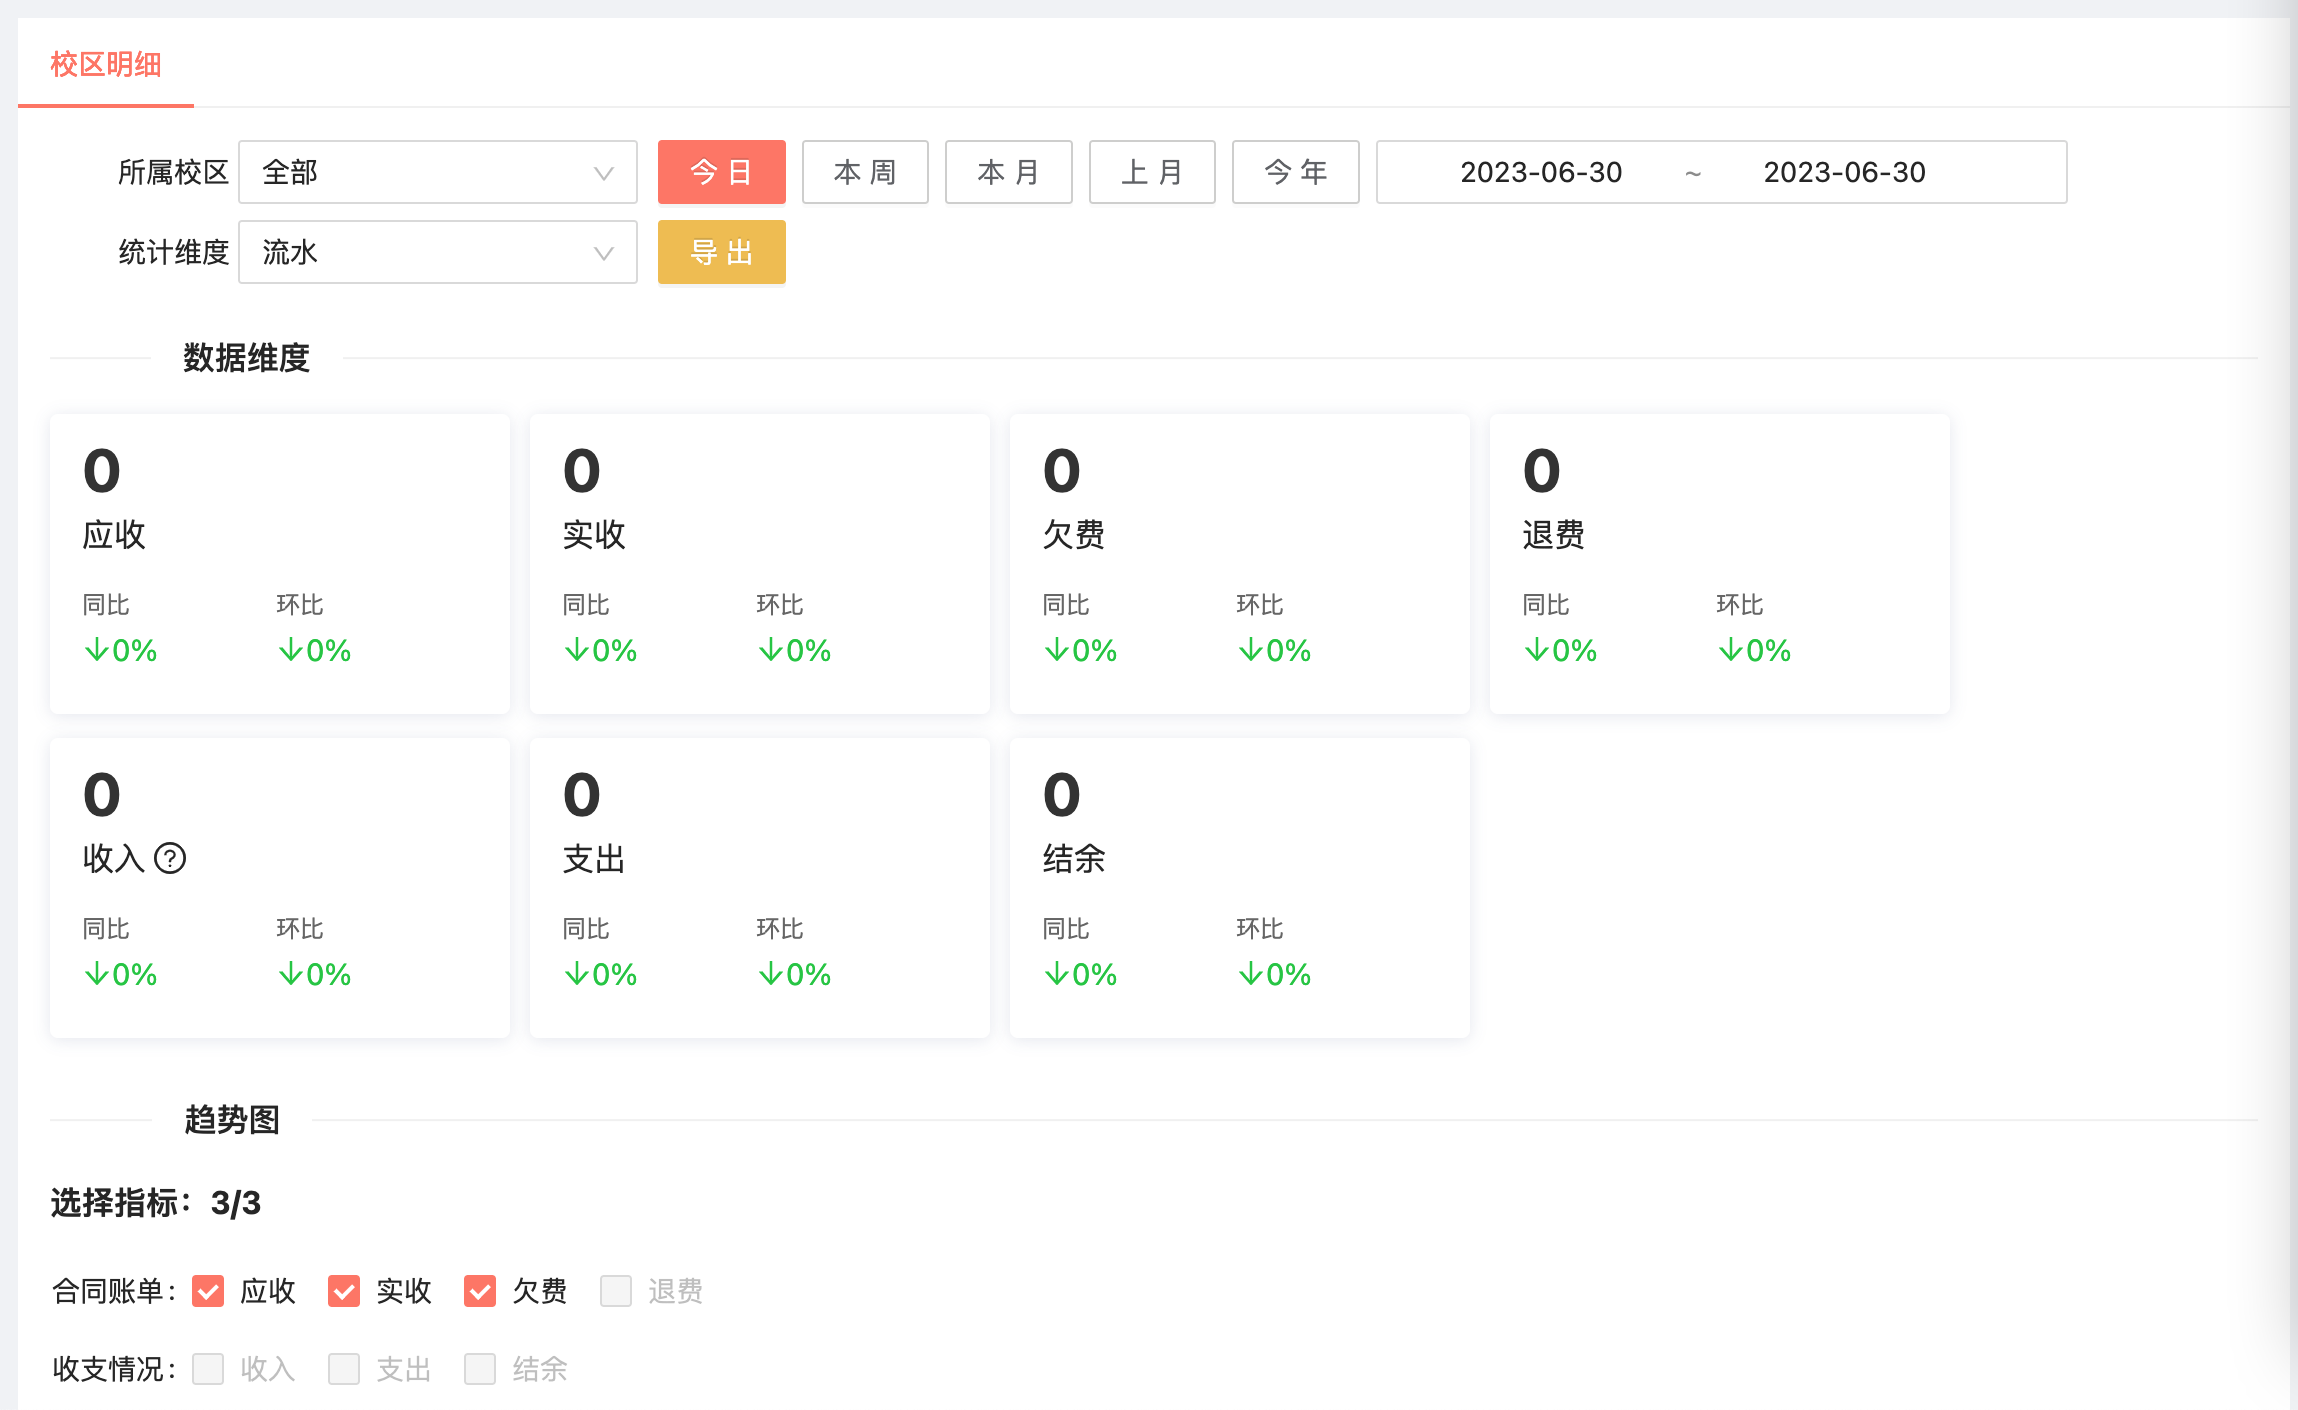 校区明细
所属校区 全部 今日 本周 本月 上月 今年 2023-06-30 ~ 2023-06-30
统计维度 流水 导出
数据维度
0 0 0 0
应收 实收 欠费 退费
同比 环比 同比 环比 同比 环比 同比 环比
↓0% ↓0% ↓0% ↓0% ↓0% ↓0% ↓0% ↓0%
0 0 0
收入 ? 支出 结余
同比 环比 同比 环比 同比 环比
↓0% ↓0% ↓0% ↓0% ↓0% ↓0%
趋势图
选择指标：3/3
合同账单： 应收 实收 欠费 退费
收支情况： 收入 支出 结余